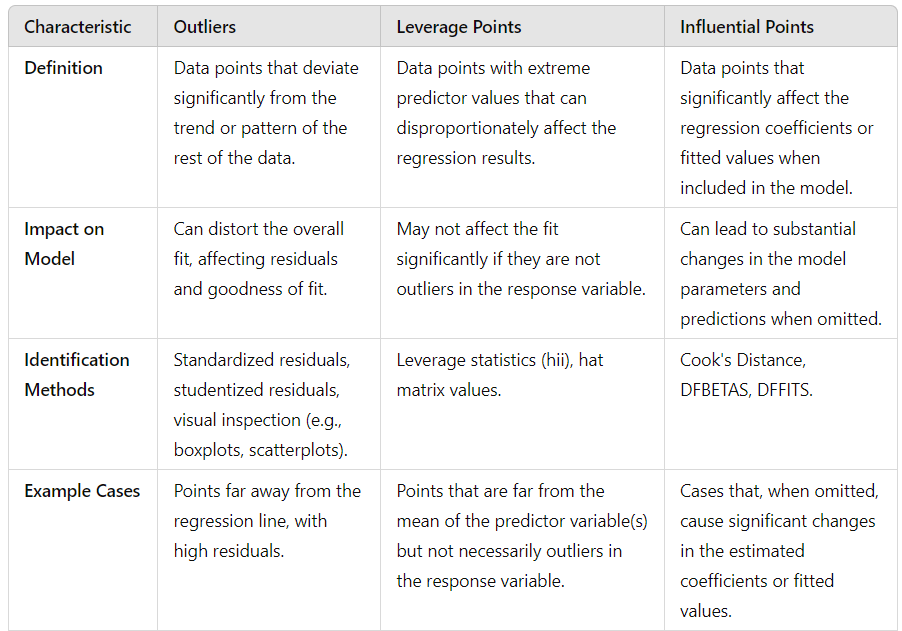 Characteristic
Outliers
Leverage Points
Influential Points
Definition
Data points that deviate
significantly from the
trend or pattern of the
rest of the data.
Data points with extreme
predictor values that can
disproportionately affect the
regression results.
Data points that
significantly affect the
regression coefficients or
fitted values when
included in the model.
Impact on
Model
Can distort the overall
fit, affecting residuals
and goodness of fit.
May not affect the fit
significantly if they are not
outliers in the response variable.
Can lead to substantial
changes in the model
parameters and
predictions when omitted.
Identification
Methods
Standardized residuals,
studentized residuals,
visual inspection (e.g.,
boxplots, scatterplots).
Leverage statistics (hii), hat
matrix values.
Cook's Distance,
DFBETAS, DFFITS.
Example Cases
Points far away from the
regression line, with
high residuals.
Points that are far from the
mean of the predictor variable(s)
but not necessarily outliers in
the response variable.
Cases that, when omitted,
cause significant changes
in the estimated
coefficients or fitted
values.